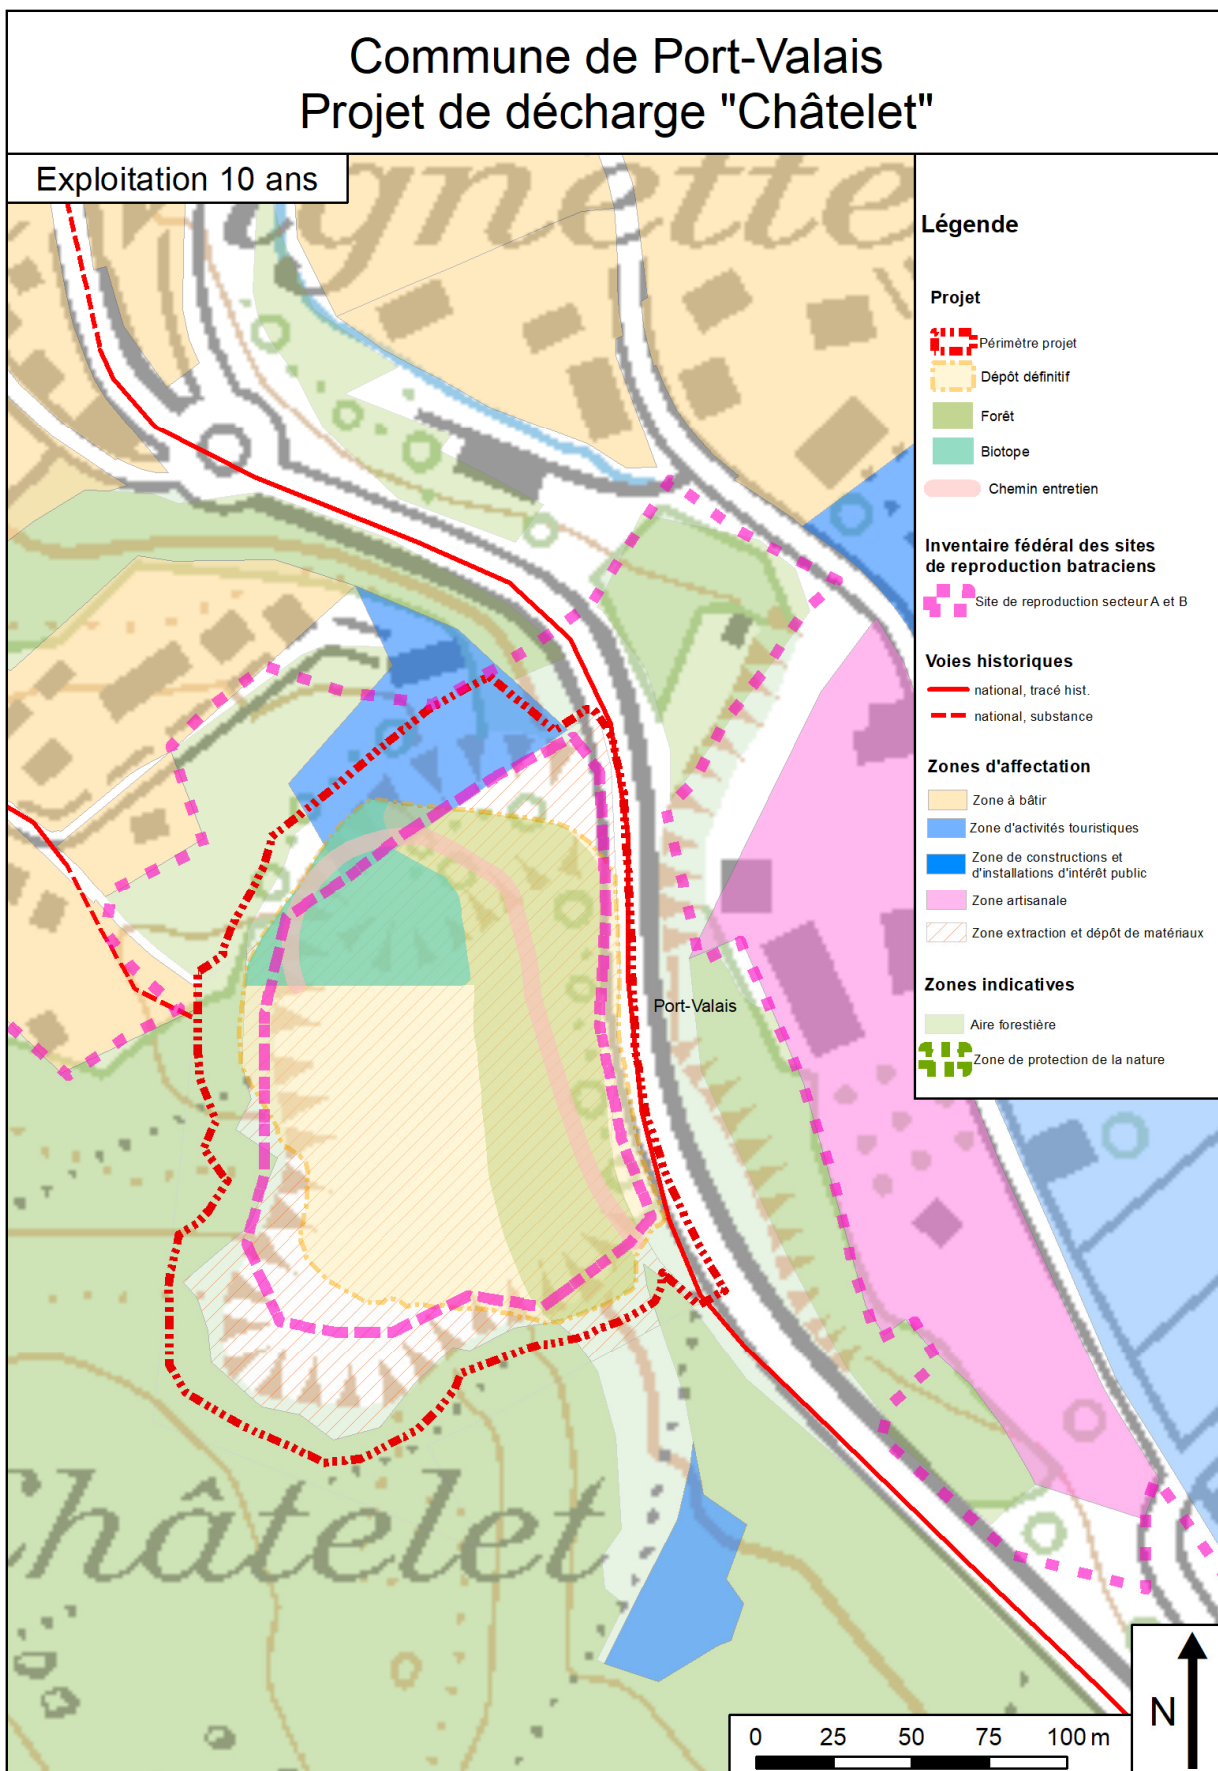 Commune de Port-Valais
Projet de décharge "Châtelet"
Exploitation 10 ans
Légende
Projet
Périmètre projet
Dépôt définitif
Forêt
Biotope
Chemin entretien
Inventaire fédéral des sites
de reproduction batraciens
Site de reproduction secteur A et B
Voies historiques
national, tracé hist.
national, substance
Zones d'affectation
Zone à bâtir
Zone d'activités touristiques
Zone de constructions et
d'installations d'intérêt public
Zone artisanale
Zone extraction et dépôt de matériaux
Zones indicatives
Aire forestière
Zone de protection de la nature
Port-Valais
Châtelet
0 25 50 75 100 m
N